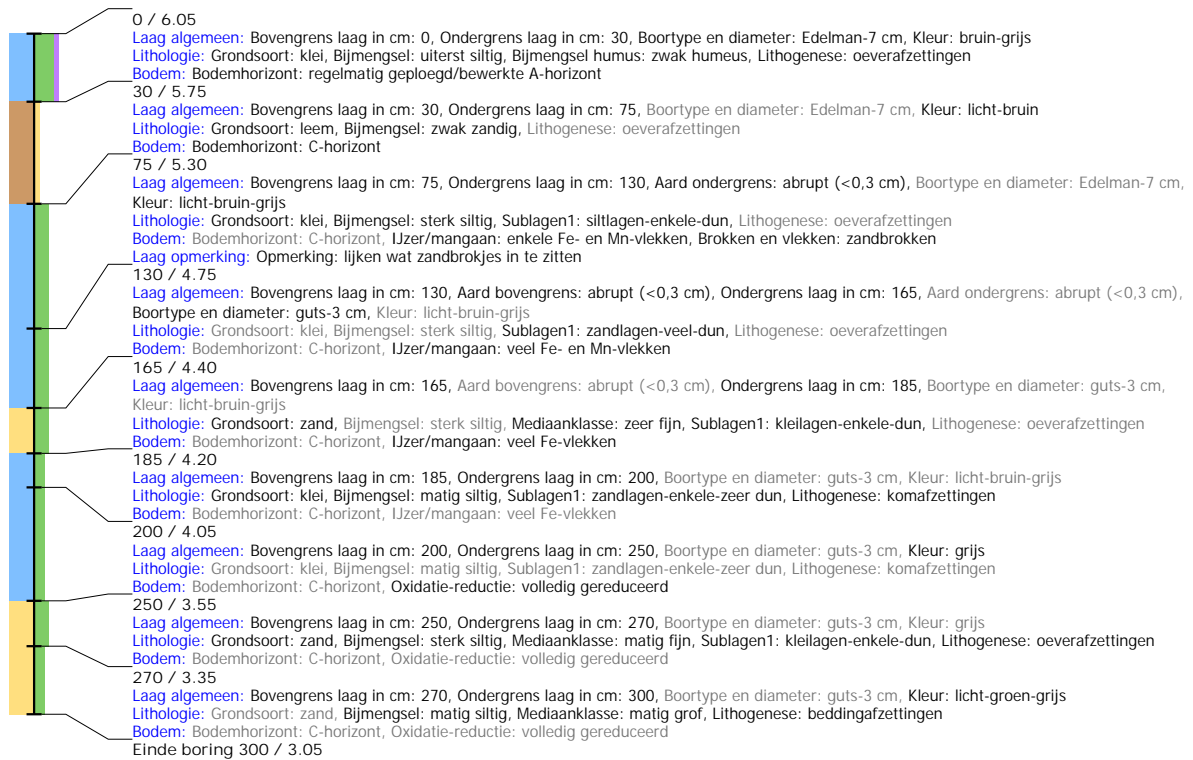 0 / 6.05
Laag algemeen: Bovengrens laag in cm: 0, Ondergrens laag in cm: 30, Boortype en diameter: Edelman-7 cm, Kleur: bruin-grijs
Lithologie: Grondsoort: klei, Bijmengsel: uiterst siltig, Bijmengsel humus: zwak humeus, Lithogenese: oeverafzettingen
Bodem: Bodemhorizont: regelmatig geploegd/bewerkte A-horizont
30 / 5.75
Laag algemeen: Bovengrens laag in cm: 30, Ondergrens laag in cm: 75, Boortype en diameter: Edelman-7 cm, Kleur: licht-bruin
Lithologie: Grondsoort: leem, Bijmengsel: zwak zandig, Lithogenese: oeverafzettingen
Bodem: Bodemhorizont: C-horizont
75 / 5.30
Laag algemeen: Bovengrens laag in cm: 75, Ondergrens laag in cm: 130, Aard ondergrens: abrupt (<0,3 cm), Boortype en diameter: Edelman-7 cm,
Kleur: licht-bruin-grijs
Lithologie: Grondsoort: klei, Bijmengsel: sterk siltig, Sublagen1: siltlagen-enkele-dun, Lithogenese: oeverafzettingen
Bodem: Bodemhorizont: C-horizont, IJzer/mangaan: enkele Fe- en Mn-vlekken, Brokken en vlekken: zandbrokken
Laag opmerking: Opmerking: lijken wat zandbrokjes in te zitten
130 / 4.75
Laag algemeen: Bovengrens laag in cm: 130, Aard bovengrens: abrupt (<0,3 cm), Ondergrens laag in cm: 165, Aard ondergrens: abrupt (<0,3 cm),
Boortype en diameter: guts-3 cm, Kleur: licht-bruin-grijs
Lithologie: Grondsoort: klei, Bijmengsel: sterk siltig, Sublagen1: zandlagen-veel-dun, Lithogenese: oeverafzettingen
Bodem: Bodemhorizont: C-horizont, IJzer/mangaan: veel Fe- en Mn-vlekken
165 / 4.40
Laag algemeen: Bovengrens laag in cm: 165, Aard bovengrens: abrupt (<0,3 cm), Ondergrens laag in cm: 185, Boortype en diameter: guts-3 cm,
Kleur: licht-bruin-grijs
Lithologie: Grondsoort: zand, Bijmengsel: sterk siltig, Mediaanklasse: zeer fijn, Sublagen1: kleilagen-enkele-dun, Lithogenese: oeverafzettingen
Bodem: Bodemhorizont: C-horizont, IJzer/mangaan: veel Fe-vlekken
185 / 4.20
Laag algemeen: Bovengrens laag in cm: 185, Ondergrens laag in cm: 200, Boortype en diameter: guts-3 cm, Kleur: licht-bruin-grijs
Lithologie: Grondsoort: klei, Bijmengsel: matig siltig, Sublagen1: zandlagen-enkele-zeer dun, Lithogenese: komafzettingen
Bodem: Bodemhorizont: C-horizont, IJzer/mangaan: veel Fe-vlekken
200 / 4.05
Laag algemeen: Bovengrens laag in cm: 200, Ondergrens laag in cm: 250, Boortype en diameter: guts-3 cm, Kleur: grijs
Lithologie: Grondsoort: klei, Bijmengsel: matig siltig, Sublagen1: zandlagen-enkele-zeer dun, Lithogenese: komafzettingen
Bodem: Bodemhorizont: C-horizont, Oxidatie-reductie: volledig gereduceerd
250 / 3.55
Laag algemeen: Bovengrens laag in cm: 250, Ondergrens laag in cm: 270, Boortype en diameter: guts-3 cm, Kleur: grijs
Lithologie: Grondsoort: zand, Bijmengsel: sterk siltig, Mediaanklasse: matig fijn, Sublagen1: kleilagen-enkele-dun, Lithogenese: oeverafzettingen
Bodem: Bodemhorizont: C-horizont, Oxidatie-reductie: volledig gereduceerd
270 / 3.35
Laag algemeen: Bovengrens laag in cm: 270, Ondergrens laag in cm: 300, Boortype en diameter: guts-3 cm, Kleur: licht-groen-grijs
Lithologie: Grondsoort: zand, Bijmengsel: matig siltig, Mediaanklasse: matig grof, Lithogenese: beddingafzettingen
Bodem: Bodemhorizont: C-horizont, Oxidatie-reductie: volledig gereduceerd
Einde boring 300 / 3.05